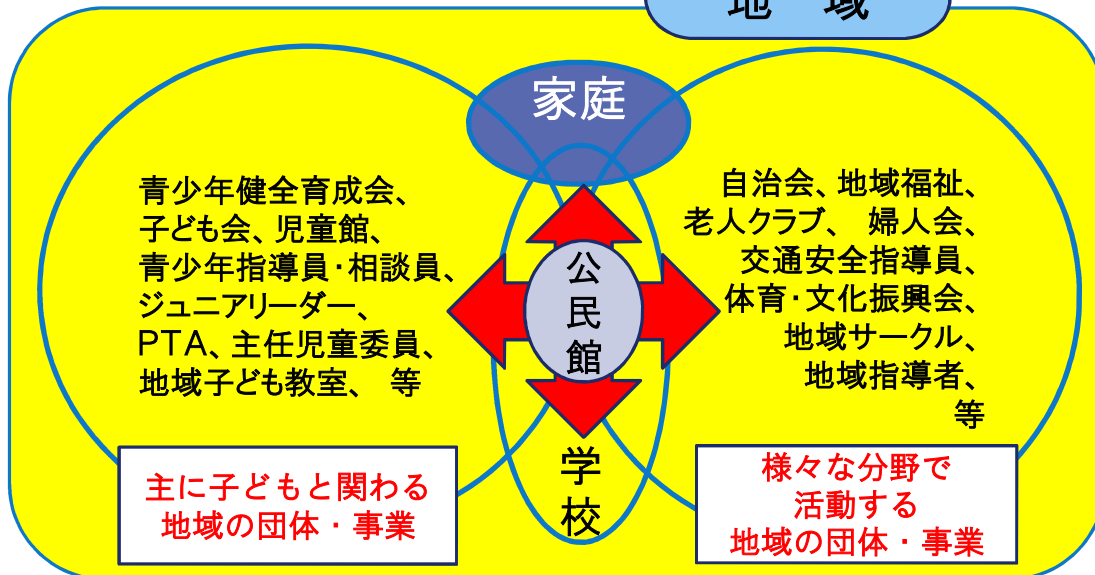 地　域
家庭
青少年健全育成会、
子ども会、児童館、
青少年指導員・相談員、
ジュニアリーダー、
PTA、主任児童委員、
地域子ども教室、　等
公
民
館
自治会、地域福祉、
老人クラブ、　婦人会、
交通安全指導員、
体育・文化振興会、
地域サークル、
地域指導者、
等
学
校
主に子どもと関わる
地域の団体・事業
様々な分野で
活動する
地域の団体・事業